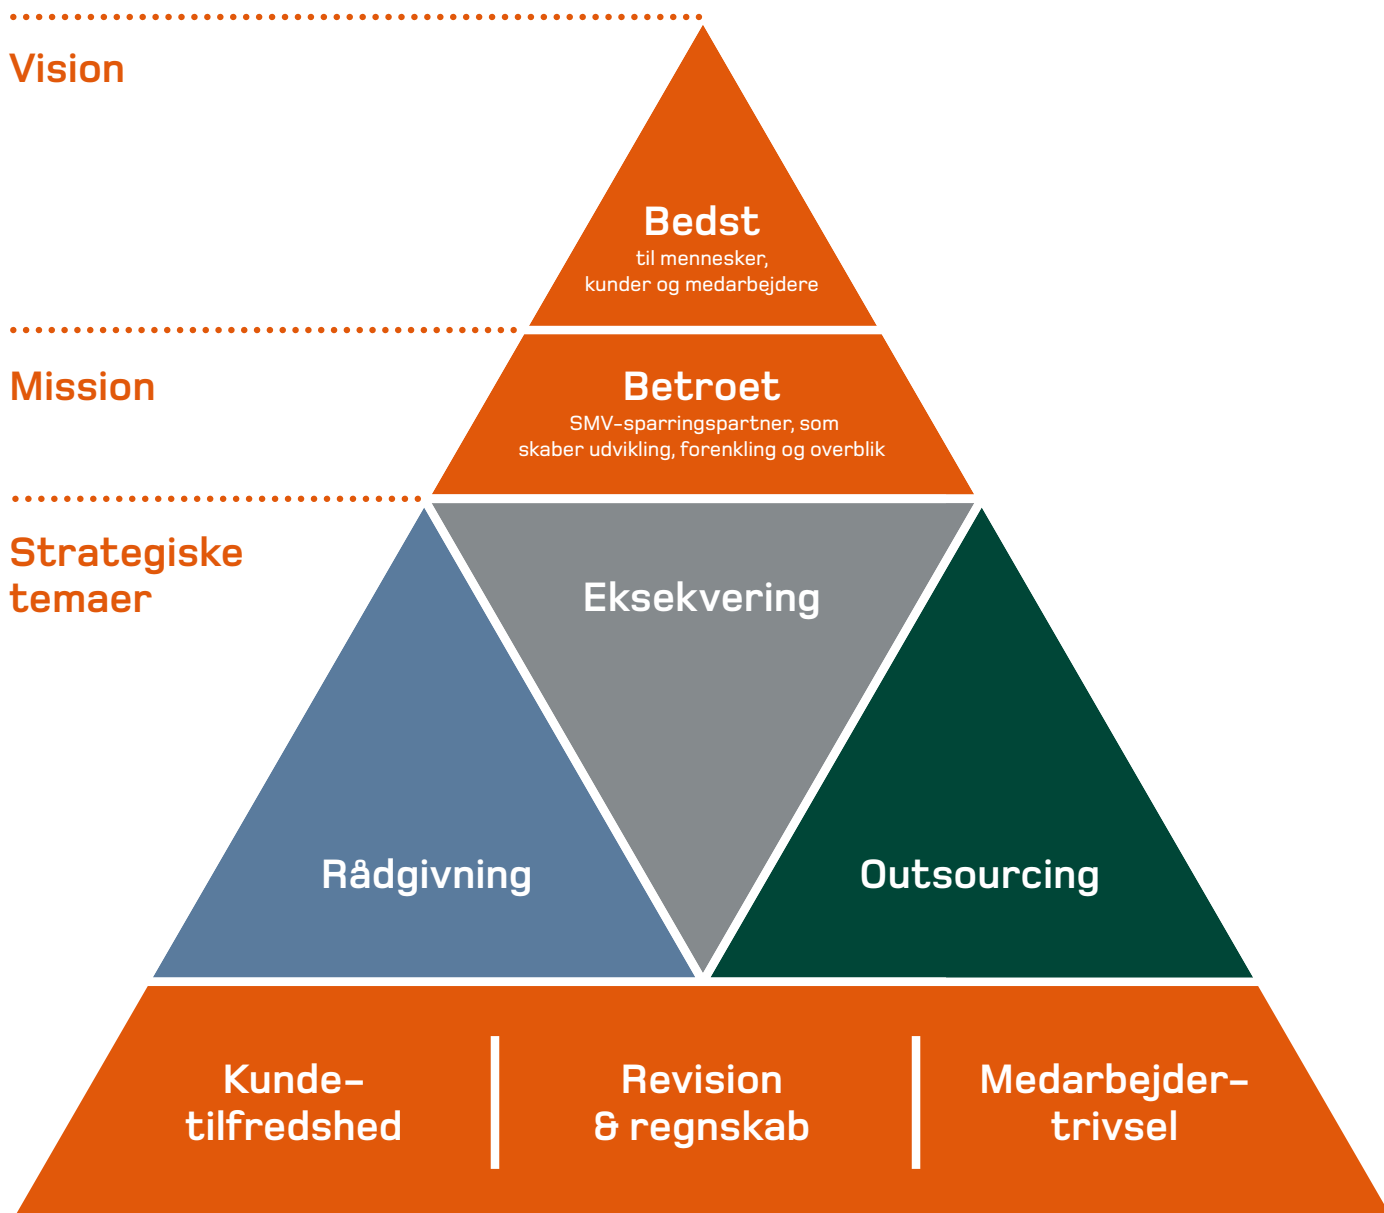 Vision
Bedst
til mennesker,
kunder og medarbejdere
Mission
Betroet
SMV-sparringspartner, som
skaber udvikling, forenkling og overblik
Strategiske
temaer
Eksekvering
Rådgivning
Outsourcing
Kunde-
tilfredshed
Revision
& regnskab
Medarbejder-
trivsel